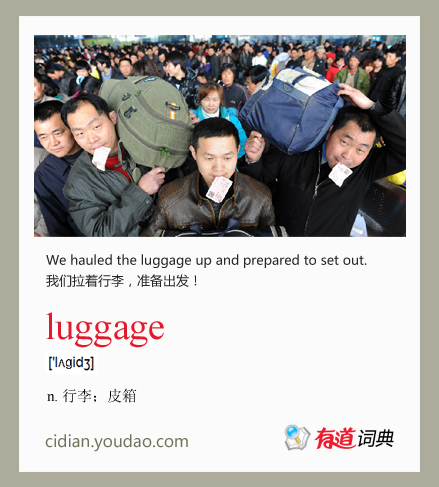 We hauled the luggage up and prepared to set out.
我们拉着行李，准备出发！
luggage
['lʌgidʒ]
n. 行李；皮箱
cidian.youdao.com
有道词典